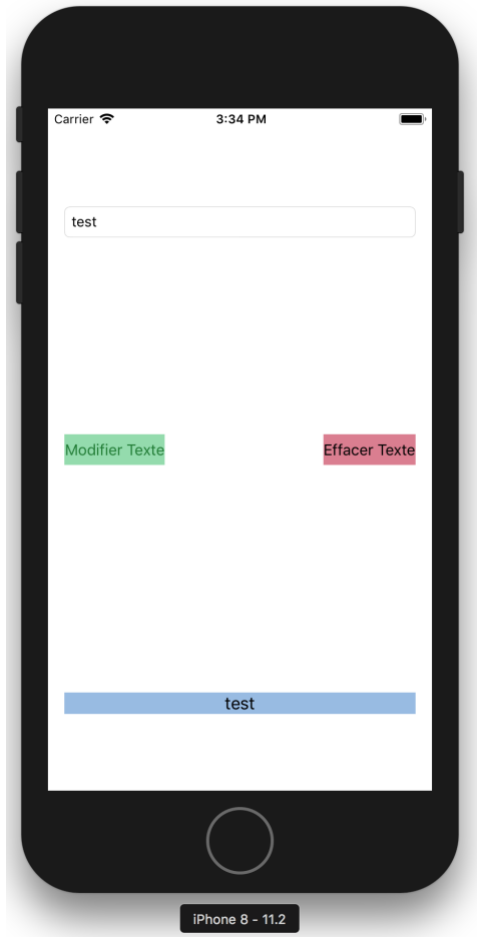 Carrier 3:34 PM
test
Modifier Texte Effacer Texte
test
iPhone 8 - 11.2